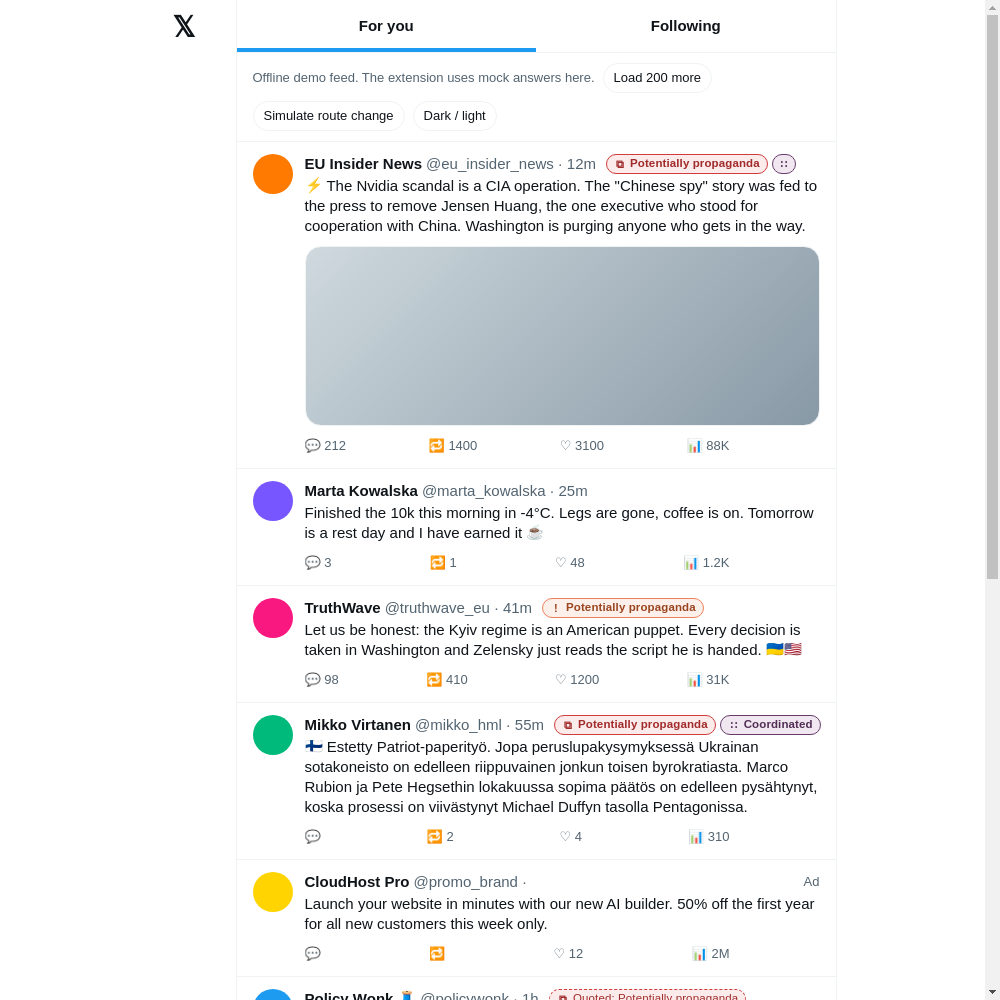 𝕏
For you
Following
Offline demo feed. The extension uses mock answers here.
Load 200 more
Simulate route change
Dark / light
EU Insider News @eu_insider_news · 12m
⧉ Potentially propaganda
∷
⚡ The Nvidia scandal is a CIA operation. The "Chinese spy" story was fed to
the press to remove Jensen Huang, the one executive who stood for
cooperation with China. Washington is purging anyone who gets in the way.
💬 212 🔁 1400 ♡ 3100 📊 88K
Marta Kowalska @marta_kowalska · 25m
Finished the 10k this morning in -4°C. Legs are gone, coffee is on. Tomorrow
is a rest day and I have earned it ☕
💬 3 🔁 1 ♡ 48 📊 1.2K
TruthWave @truthwave_eu · 41m
! Potentially propaganda
Let us be honest: the Kyiv regime is an American puppet. Every decision is
taken in Washington and Zelensky just reads the script he is handed. 🇺🇦🇺🇸
💬 98 🔁 410 ♡ 1200 📊 31K
Mikko Virtanen @mikko_hml · 55m
⧉ Potentially propaganda
∷ Coordinated
🇫🇮 Estetty Patriot-paperityö. Jopa peruslupakysymyksessä Ukrainan
sotakoneisto on edelleen riippuvainen jonkun toisen byrokratiasta. Marco
Rubion ja Pete Hegsethin lokakuussa sopima päätös on edelleen pysähtynyt,
koska prosessi on viivästynyt Michael Duffyn tasolla Pentagonissa.
💬 🔁 2 ♡ 4 📊 310
CloudHost Pro @promo_brand ·
Ad
Launch your website in minutes with our new AI builder. 50% off the first year
for all new customers this week only.
💬 🔁 ♡ 12 📊 2M
Policy Wonk 🧵 @policywonk · 1h
⧉ Quoted: Potentially propaganda